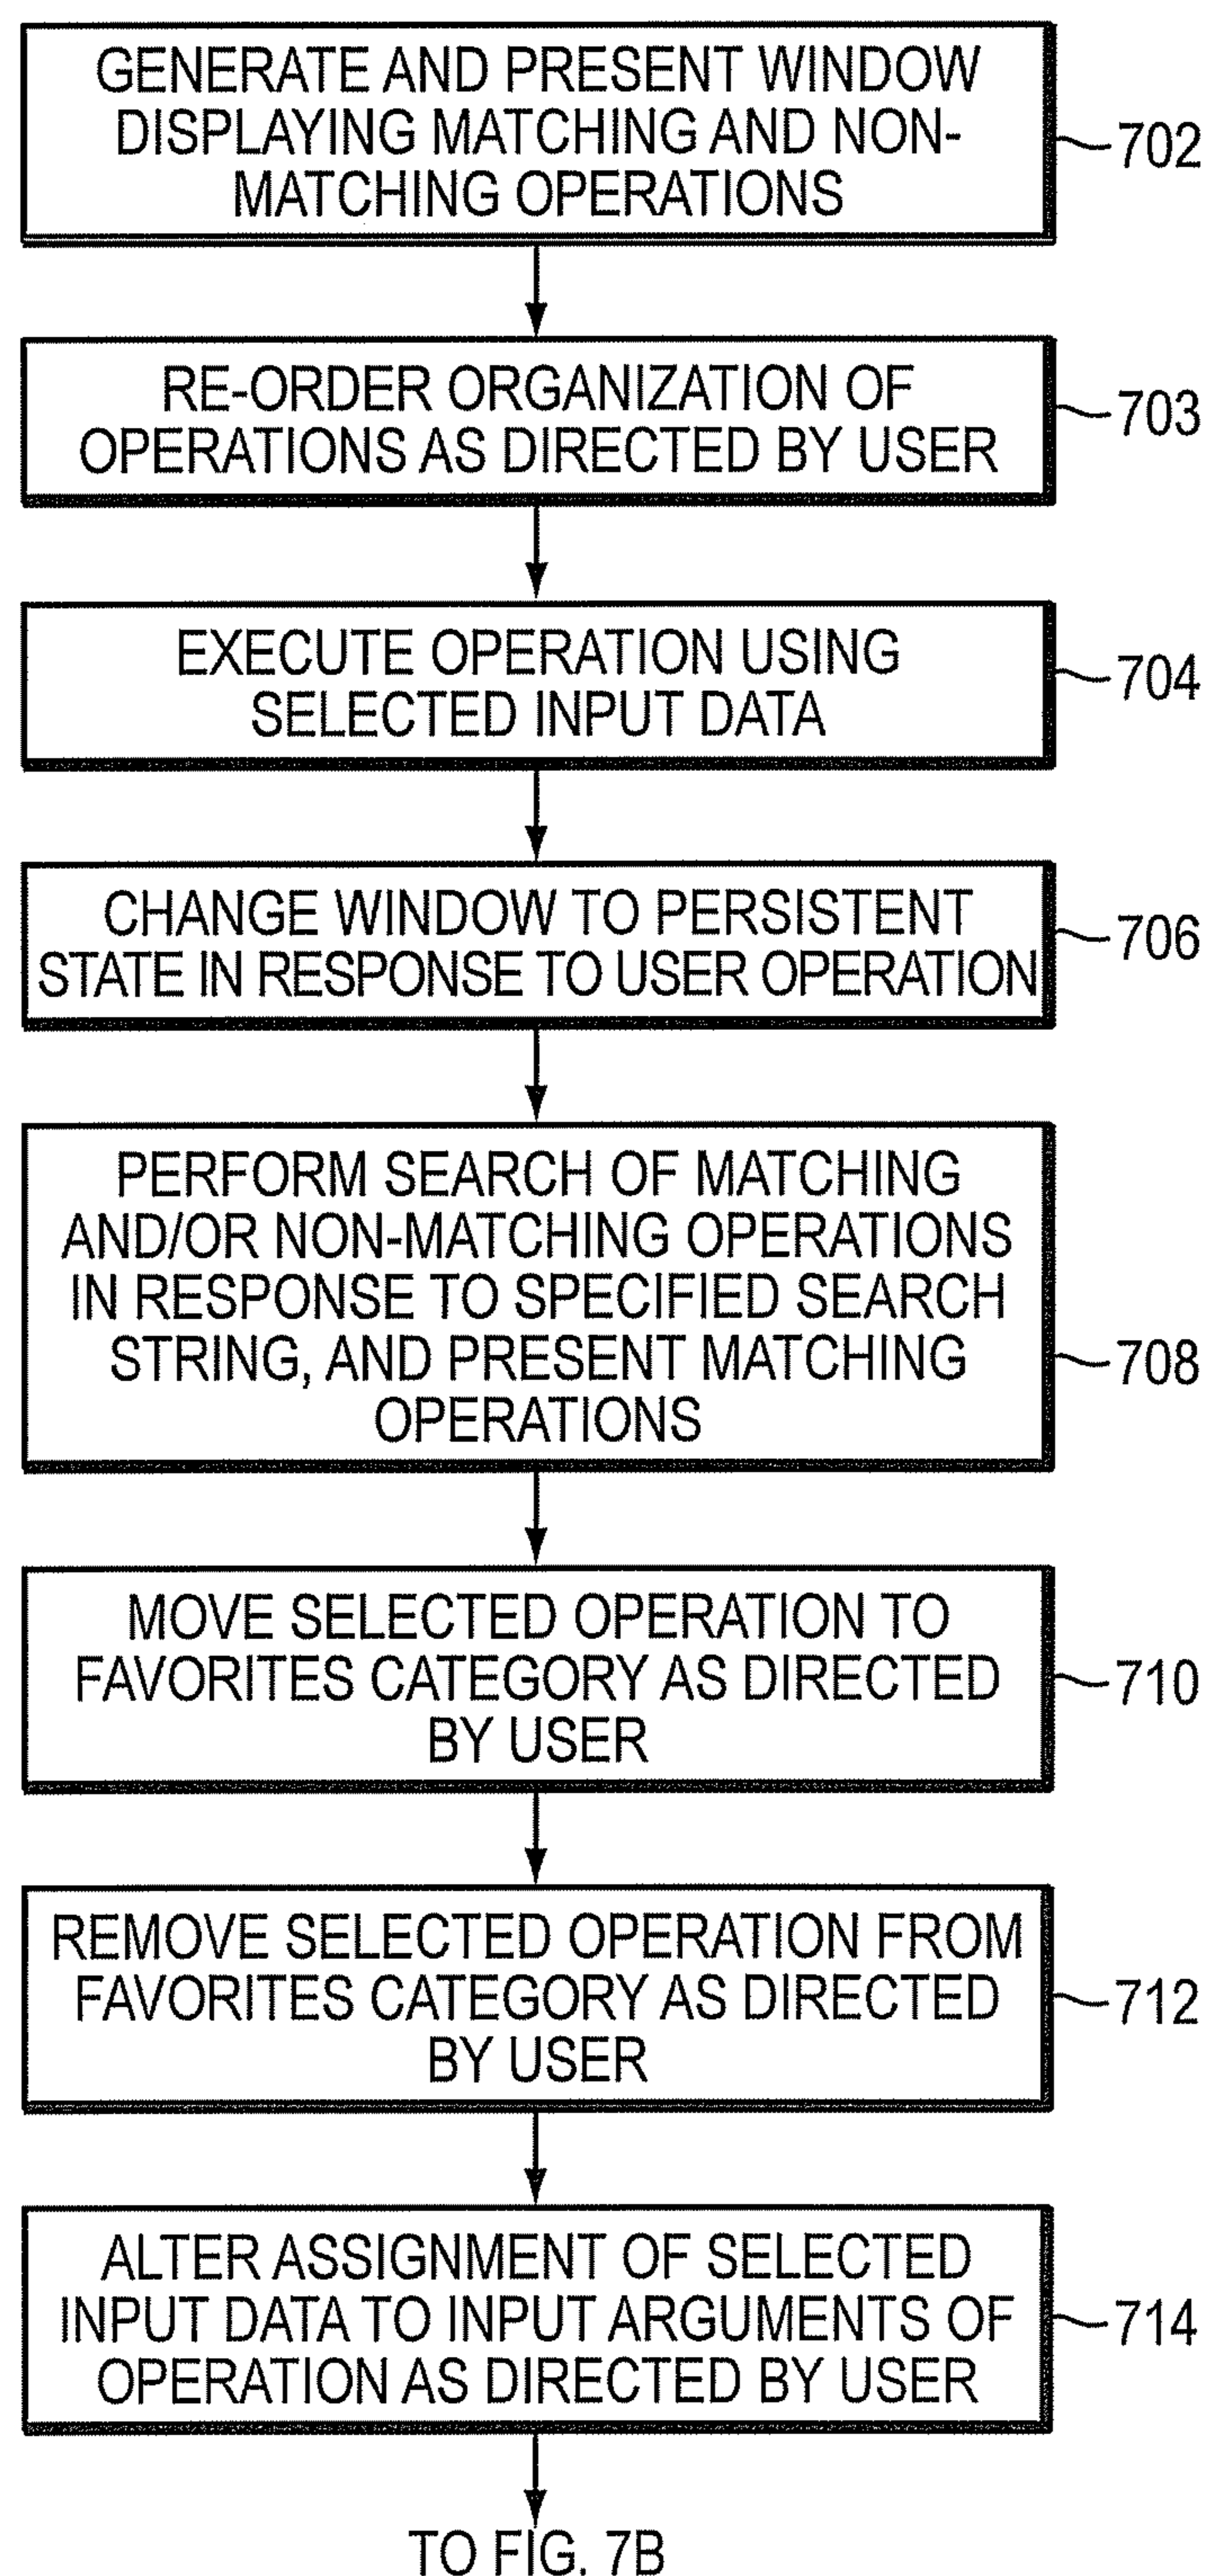 GENERATE AND PRESENT WINDOW
DISPLAYING MATCHING AND NON-
MATCHING OPERATIONS
702
RE-ORDER ORGANIZATION OF
OPERATIONS AS DIRECTED BY USER
703
EXECUTE OPERATION USING
SELECTED INPUT DATA
704
CHANGE WINDOW TO PERSISTENT
STATE IN RESPONSE TO USER OPERATION
706
PERFORM SEARCH OF MATCHING
AND/OR NON-MATCHING OPERATIONS
IN RESPONSE TO SPECIFIED SEARCH
STRING, AND PRESENT MATCHING
OPERATIONS
708
MOVE SELECTED OPERATION TO
FAVORITES CATEGORY AS DIRECTED
BY USER
710
REMOVE SELECTED OPERATION FROM
FAVORITES CATEGORY AS DIRECTED
BY USER
712
ALTER ASSIGNMENT OF SELECTED
INPUT DATA TO INPUT ARGUMENTS OF
OPERATION AS DIRECTED BY USER
714
TO FIG. 7B